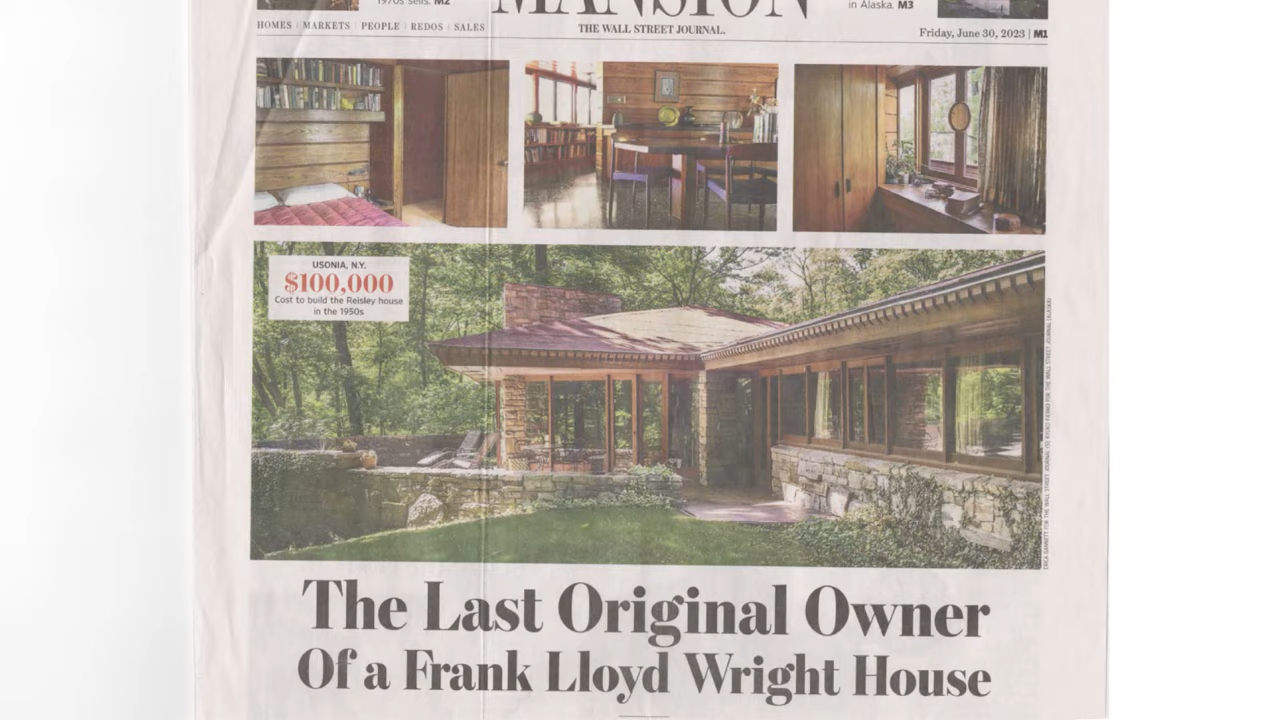 1970s sells. M2
MANSION
in Alaska. M3
HOMES | MARKETS | PEOPLE | REDOS | SALES
THE WALL STREET JOURNAL.
Friday, June 30, 2023 | M1
USONIA, N.Y.
$100,000
Cost to build the Reisley house
in the 1950s
The Last Original Owner
Of a Frank Lloyd Wright House